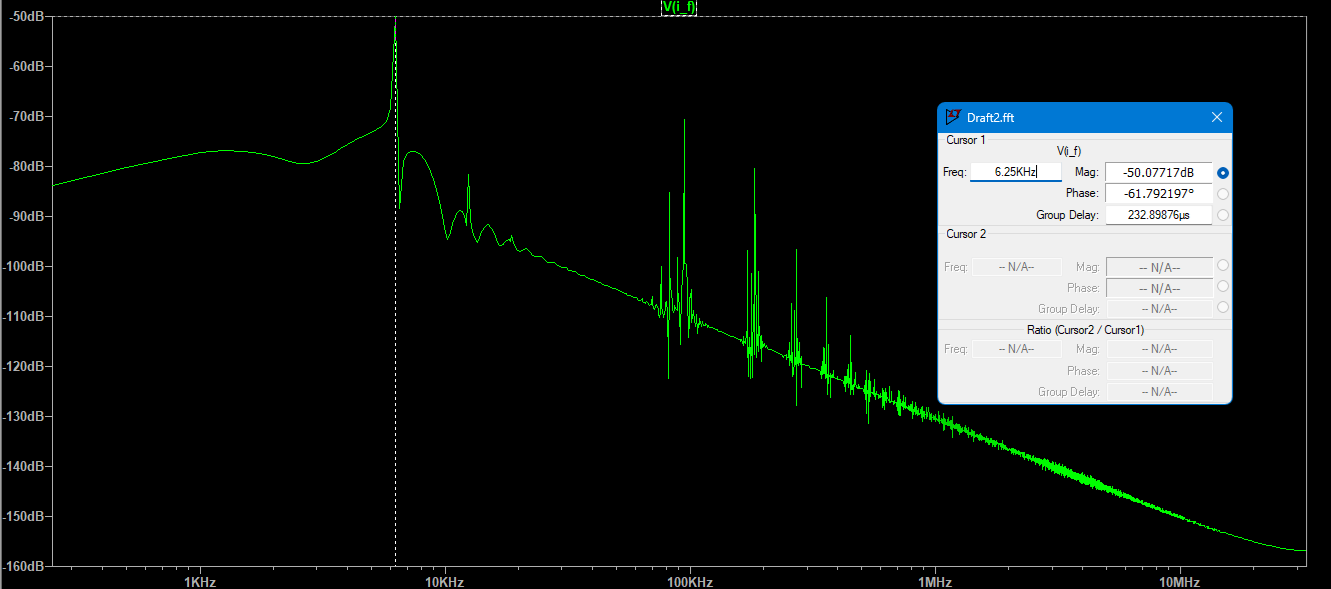 V(i_f)
-50dB
-60dB
-70dB
-80dB
-90dB
-100dB
-110dB
-120dB
-130dB
-140dB
-150dB
-160dB
1KHz 10KHz 100KHz 1MHz 10MHz
Draft2.fft
Cursor 1
V(i_f)
Freq: 6.25KHz Mag: -50.07717dB
Phase: -61.792197°
Group Delay: 232.89876µs
Cursor 2
Freq: -- N/A-- Mag: -- N/A--
Phase: -- N/A--
Group Delay: -- N/A--
Ratio (Cursor2 / Cursor1)
Freq: -- N/A-- Mag: -- N/A--
Phase: -- N/A--
Group Delay: -- N/A--